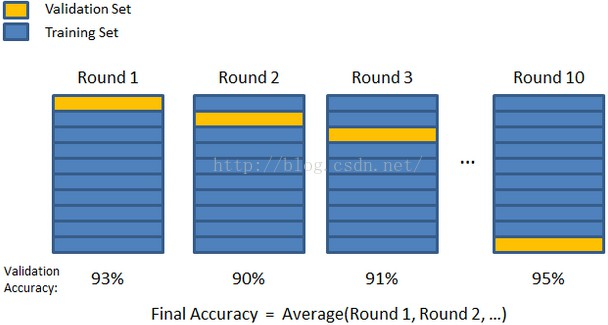 Validation Set
Training Set
Round 1
Round 2
Round 3
Round 10
http://blog.csdn.net/
...
Validation
Accuracy:
93%
90%
91%
95%
Final Accuracy = Average(Round 1, Round 2, ...)